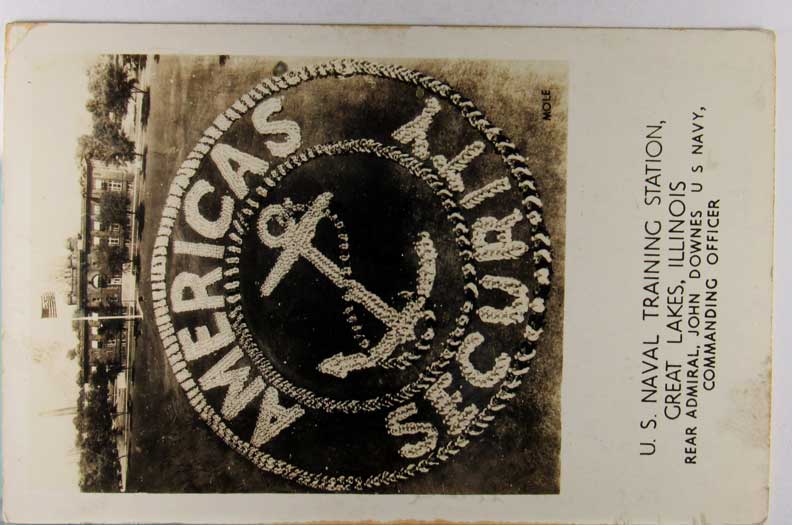 AMERICAS
SECURITY
MOLE
U. S. NAVAL TRAINING STATION,
GREAT LAKES, ILLINOIS
REAR ADMIRAL, JOHN DOWNES U S NAVY,
COMMANDING OFFICER